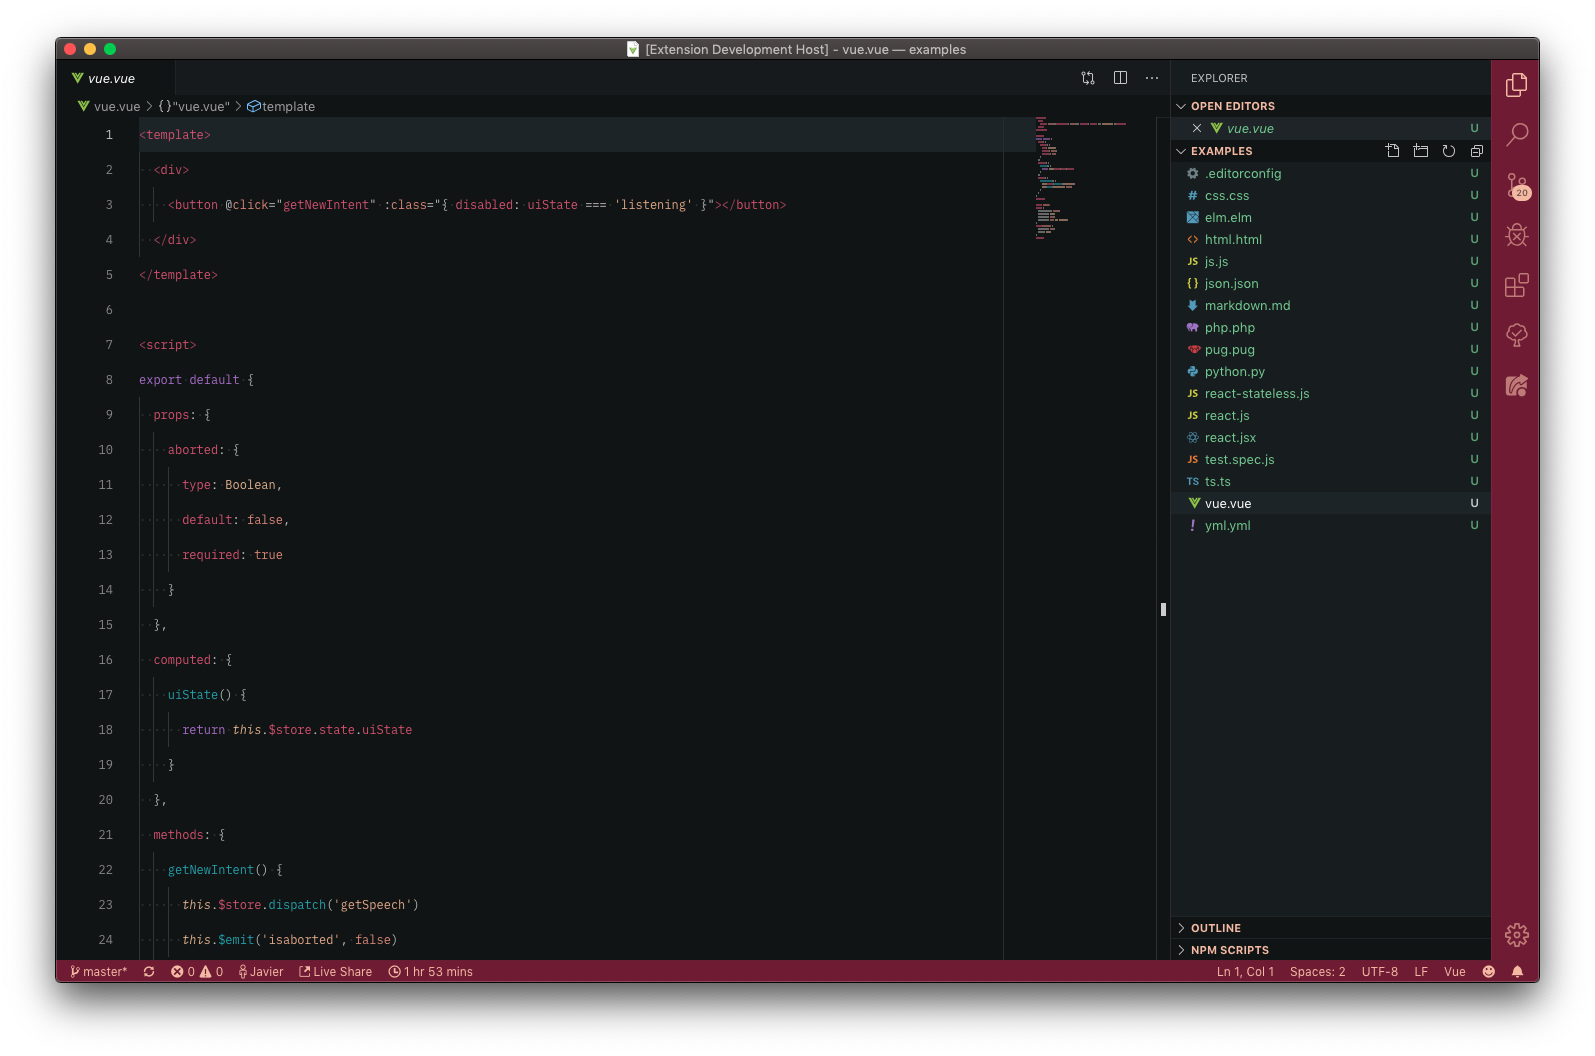 [Extension Development Host] - vue.vue — examples
vue.vue
vue.vue > {}"vue.vue" > template
1 <template>
2 <div>
3 <button @click="getNewIntent" :class="{ disabled: uiState === 'listening' }"></button>
4 </div>
5 </template>
6
7 <script>
8 export default {
9 props: {
10 aborted: {
11 type: Boolean,
12 default: false,
13 required: true
14 }
15 },
16 computed: {
17 uiState() {
18 return this.$store.state.uiState
19 }
20 },
21 methods: {
22 getNewIntent() {
23 this.$store.dispatch('getSpeech')
24 this.$emit('isaborted', false)
EXPLORER
OPEN EDITORS
vue.vue U
EXAMPLES
.editorconfig U
css.css U
elm.elm U
html.html U
JS js.js U
json.json U
markdown.md U
php.php U
pug.pug U
python.py U
JS react-stateless.js U
JS react.js U
react.jsx U
JS test.spec.js U
TS ts.ts U
vue.vue U
! yml.yml U
OUTLINE
NPM SCRIPTS
20
master* 0 0 Javier Live Share 1 hr 53 mins
Ln 1, Col 1 Spaces: 2 UTF-8 LF Vue